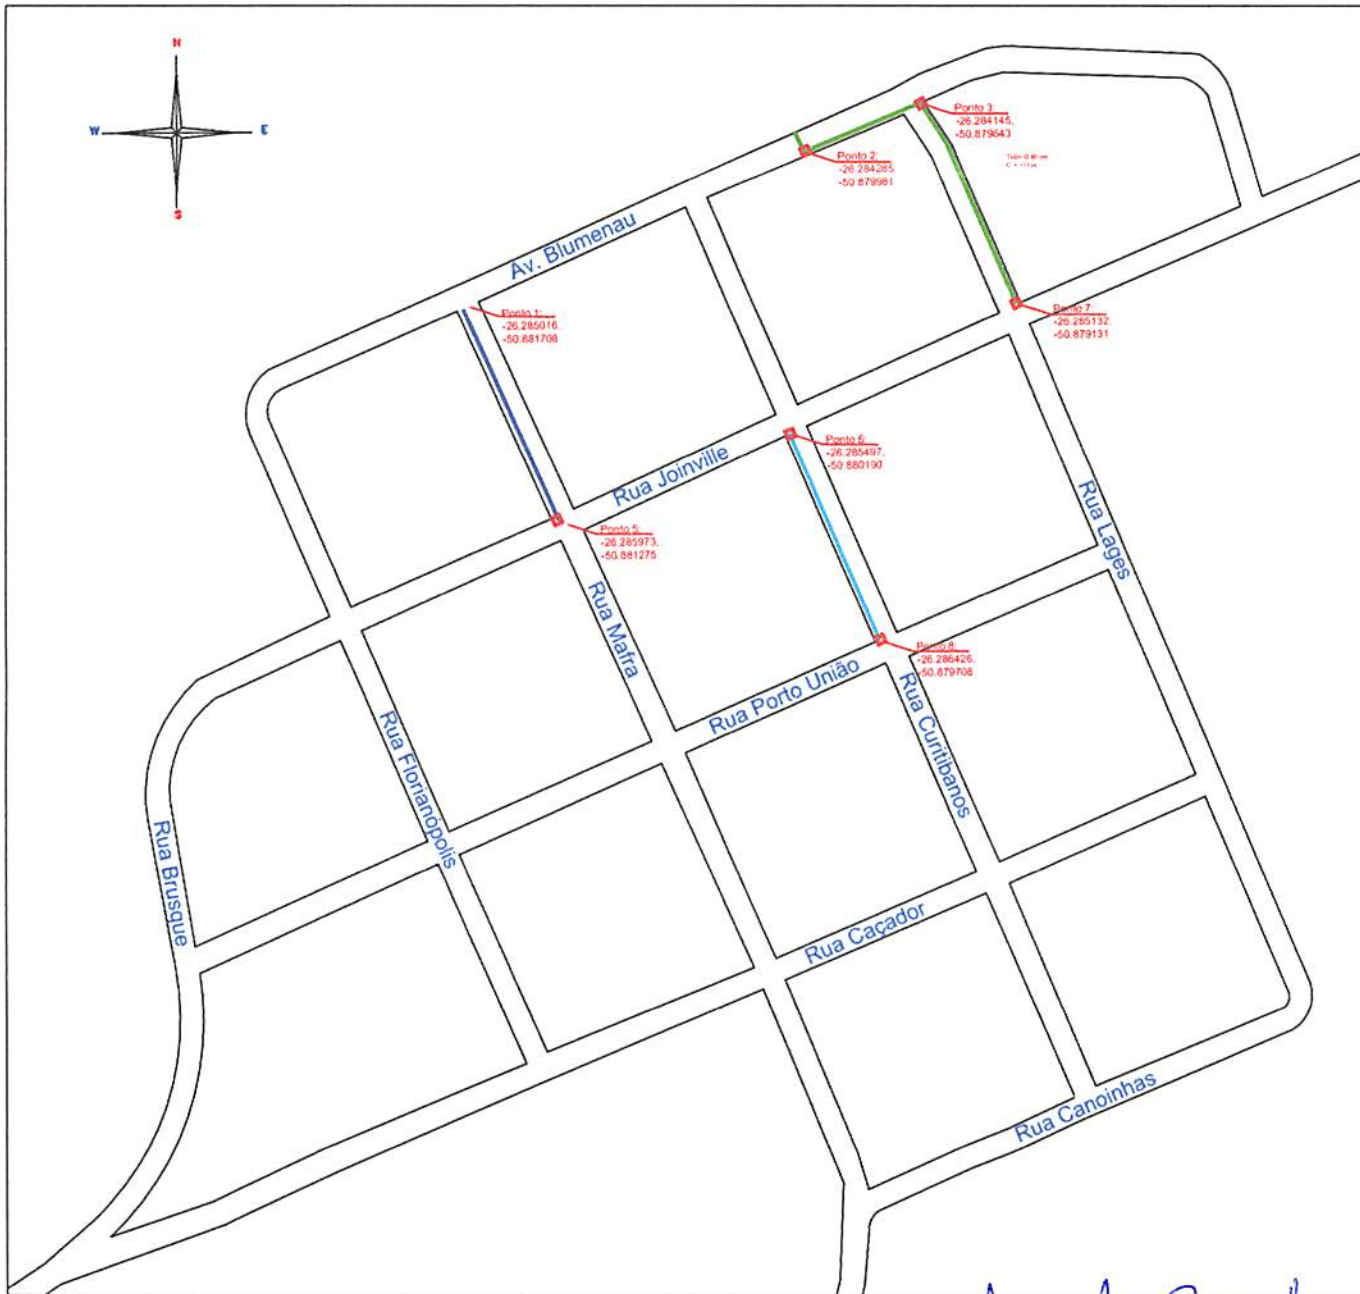 N
W
E
S
Ponto 3:
-26.284145,
-50.879643
Ponto 2:
-26.284285,
-50.879981
Av. Blumenau
Ponto 1:
-26.285016,
-50.881708
Ponto 7:
-26.285132,
-50.879131
Ponto 6:
-26.285497,
-50.880190
Rua Joinville
Rua Lages
Ponto 5:
-26.285973,
-50.881275
Rua Mafra
Ponto 8:
-26.286426,
-50.879708
Rua Porto União
Rua Curitibanos
Rua Florianópolis
Rua Brusque
Rua Caçador
Rua Canoinhas